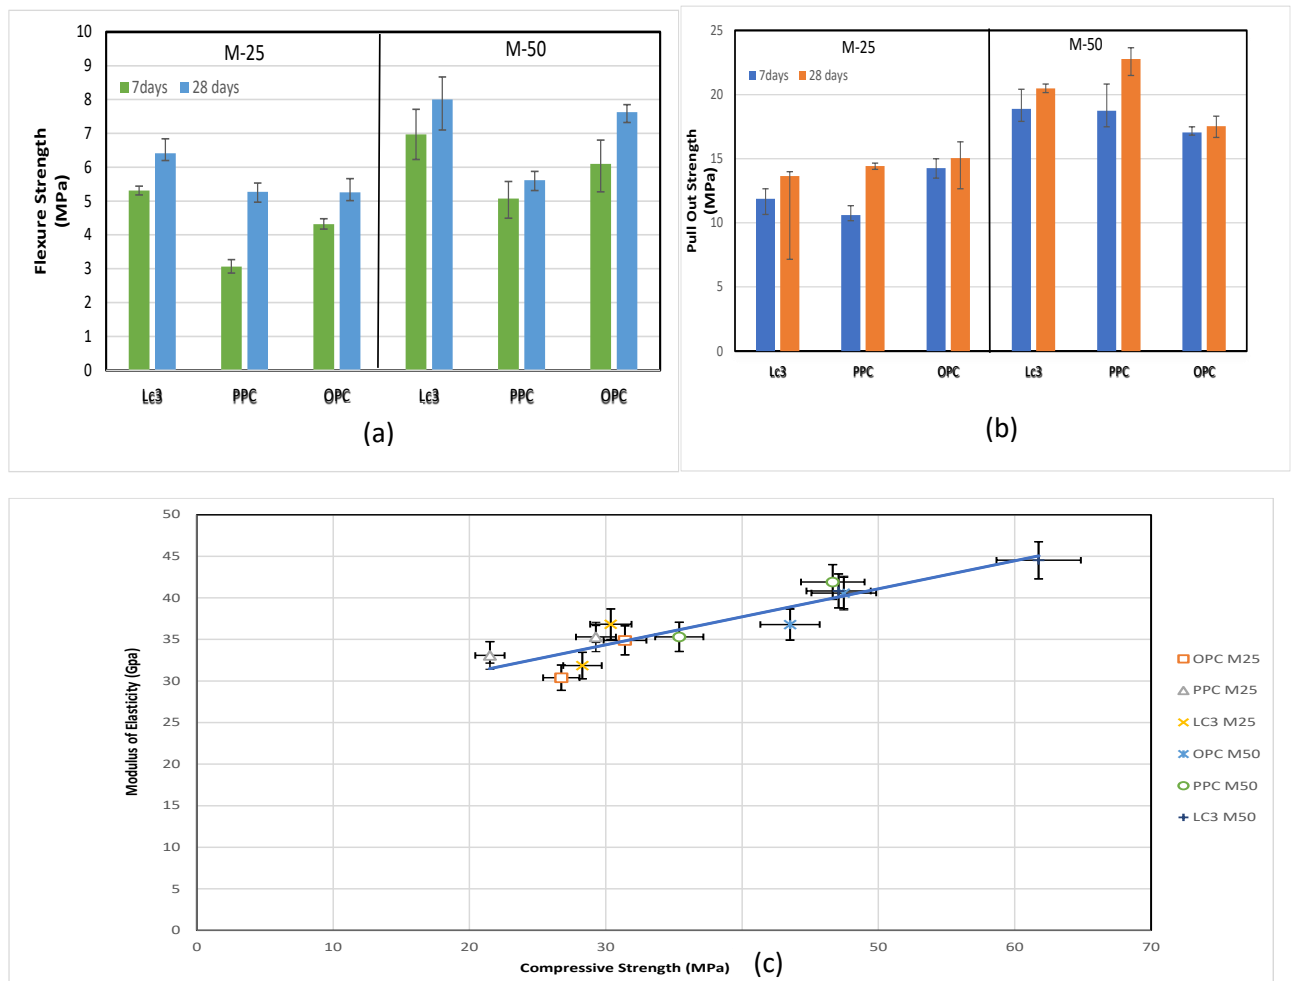 10
9
8
7
6
5
4
3
2
1
0
Flexure Strength
(MPa)
M-25
M-50
7days
28 days
Lc3
PPC
OPC
Lc3
PPC
OPC
(a)
25
20
15
10
5
0
Pull Out Strength
(MPa)
M-25
M-50
7days
28 days
Lc3
PPC
OPC
Lc3
PPC
OPC
(b)
50
45
40
35
30
25
20
15
10
5
0
Modulus of Elasticity (Gpa)
0
10
20
30
40
50
60
70
Compressive Strength (MPa)
(c)
OPC M25
PPC M25
LC3 M25
OPC M50
PPC M50
LC3 M50